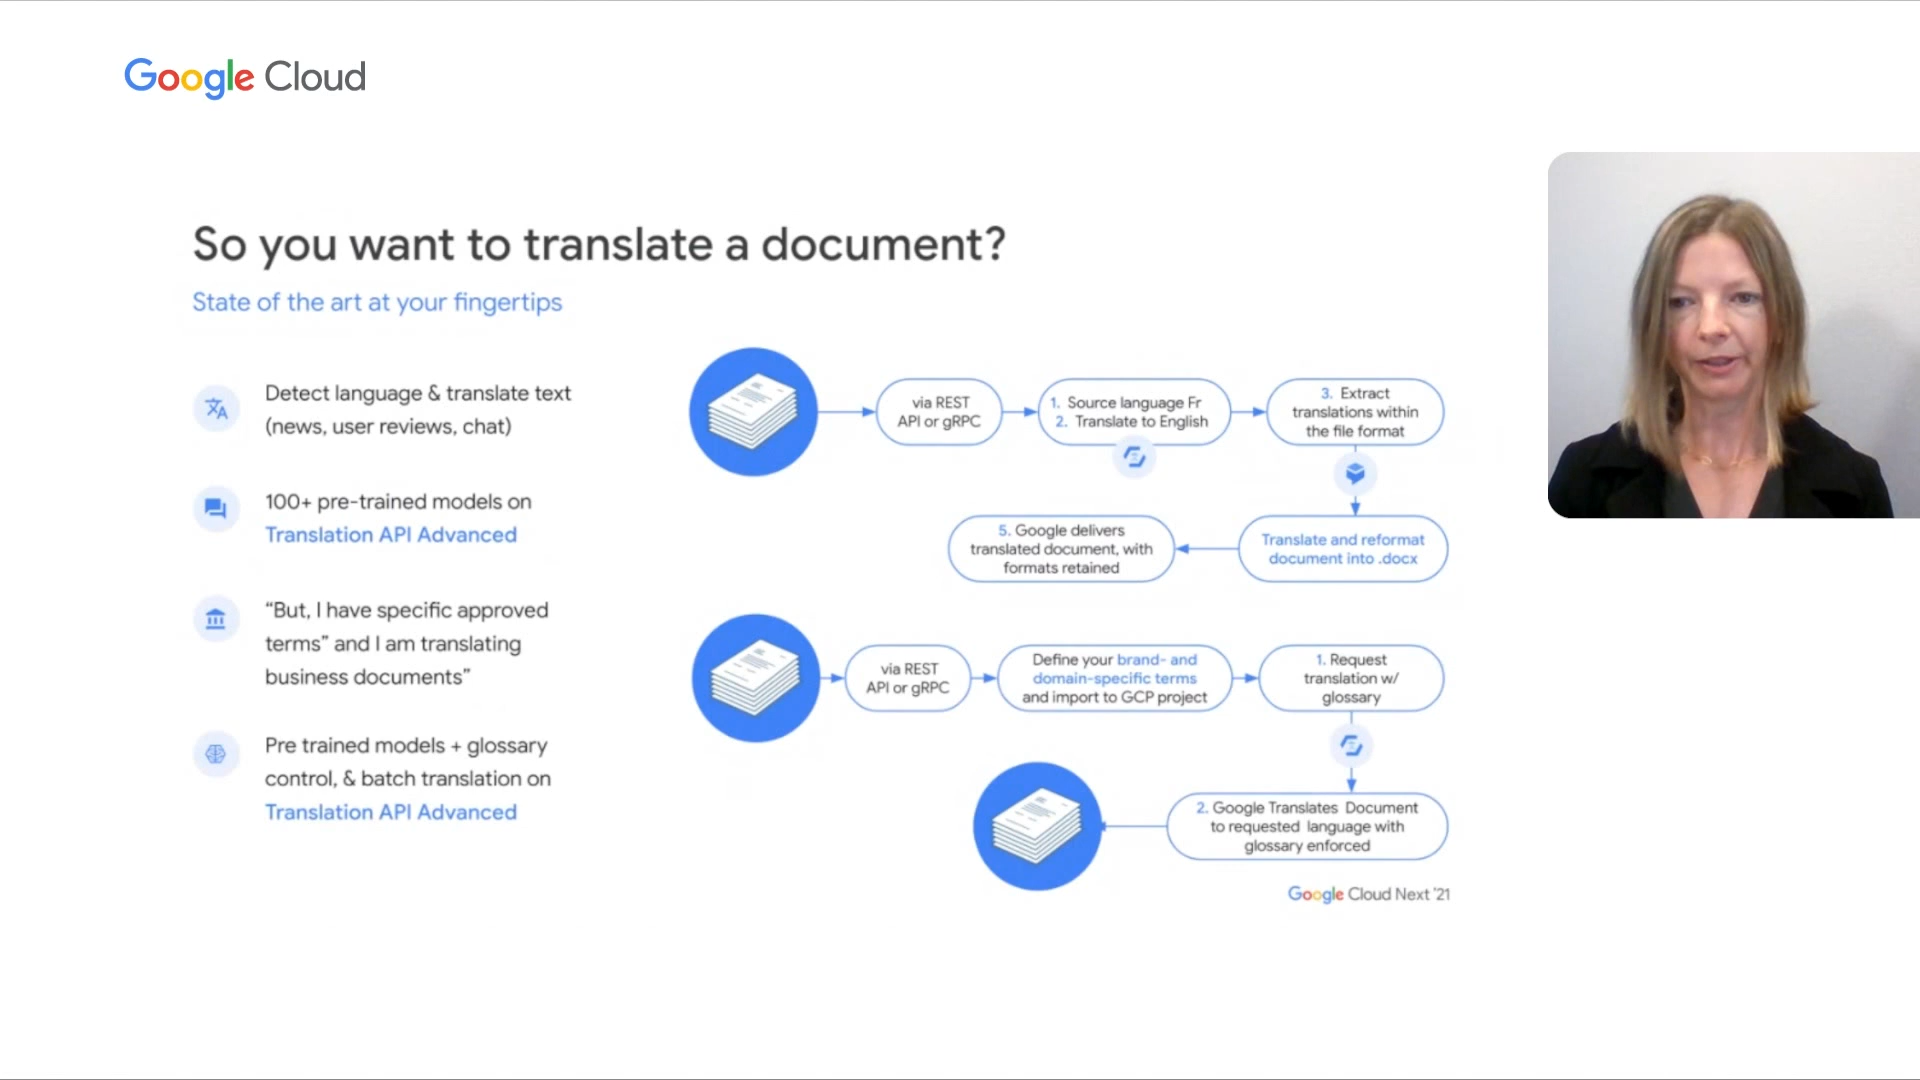 Google Cloud
So you want to translate a document?
State of the art at your fingertips
Detect language & translate text
(news, user reviews, chat)
100+ pre-trained models on
Translation API Advanced
“But, I have specific approved
terms” and I am translating
business documents”
Pre trained models + glossary
control, & batch translation on
Translation API Advanced
via REST
API or gRPC
1. Source language Fr
2. Translate to English
3. Extract
translations within
the file format
Translate and reformat
document into .docx
5. Google delivers
translated document, with
formats retained
via REST
API or gRPC
Define your brand- and
domain-specific terms
and import to GCP project
1. Request
translation w/
glossary
2. Google Translates Document
to requested language with
glossary enforced
Google Cloud Next '21